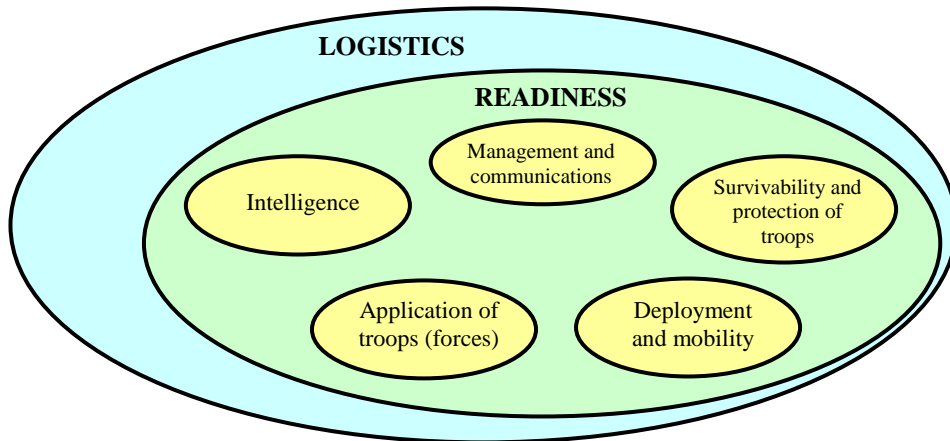 LOGISTICS
READINESS
Management and
communications
Intelligence
Survivability and
protection of
troops
Application of
troops (forces)
Deployment
and mobility